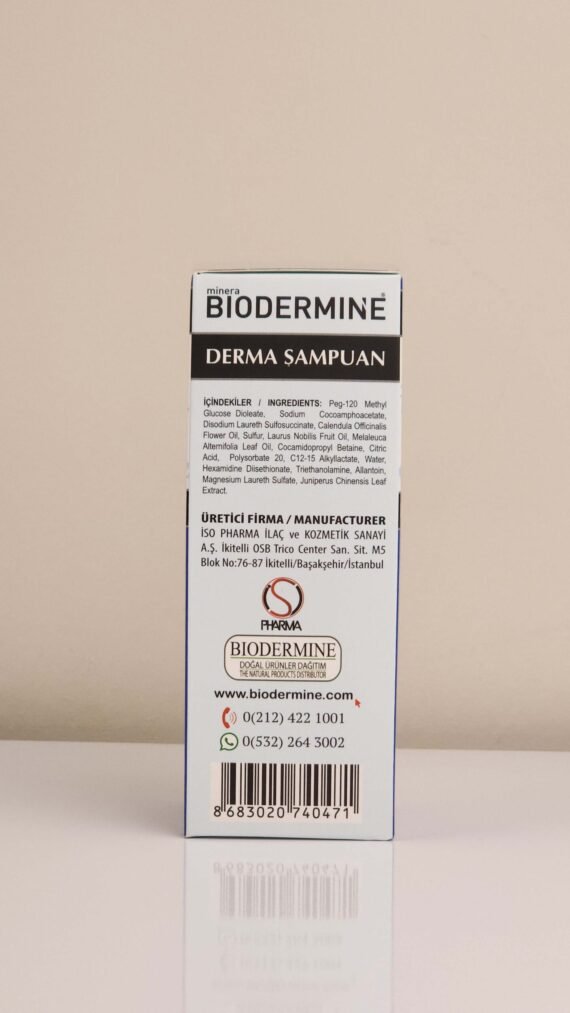 minera
BIODERMINE®
DERMA ŞAMPUAN
İÇİNDEKİLER / INGREDIENTS: Peg-120 Methyl
Glucose Dioleate, Sodium Cocoamphoacetate,
Disodium Laureth Sulfosuccinate, Calendula Officinalis
Flower Oil, Sulfur, Laurus Nobilis Fruit Oil, Melaleuca
Alternifolia Leaf Oil, Cocamidopropyl Betaine, Citric
Acid, Polysorbate 20, C12-15 Alkyllactate, Water,
Hexamidine Diisethionate, Triethanolamine, Allantoin,
Magnesium Laureth Sulfate, Juniperus Chinensis Leaf
Extract.
ÜRETİCİ FİRMA / MANUFACTURER
İSO PHARMA İLAÇ ve KOZMETİK SANAYİ
A.Ş. İkitelli OSB Trico Center San. Sit. M5
Blok No:76-87 İkitelli/Başakşehir/İstanbul
PHARMA
BIODERMINE
DOĞAL ÜRÜNLER DAĞITIM
THE NATURAL PRODUCTS DISTRIBUTOR
www.biodermine.com
0(212) 422 1001
0(532) 264 3002
8 683020 740471